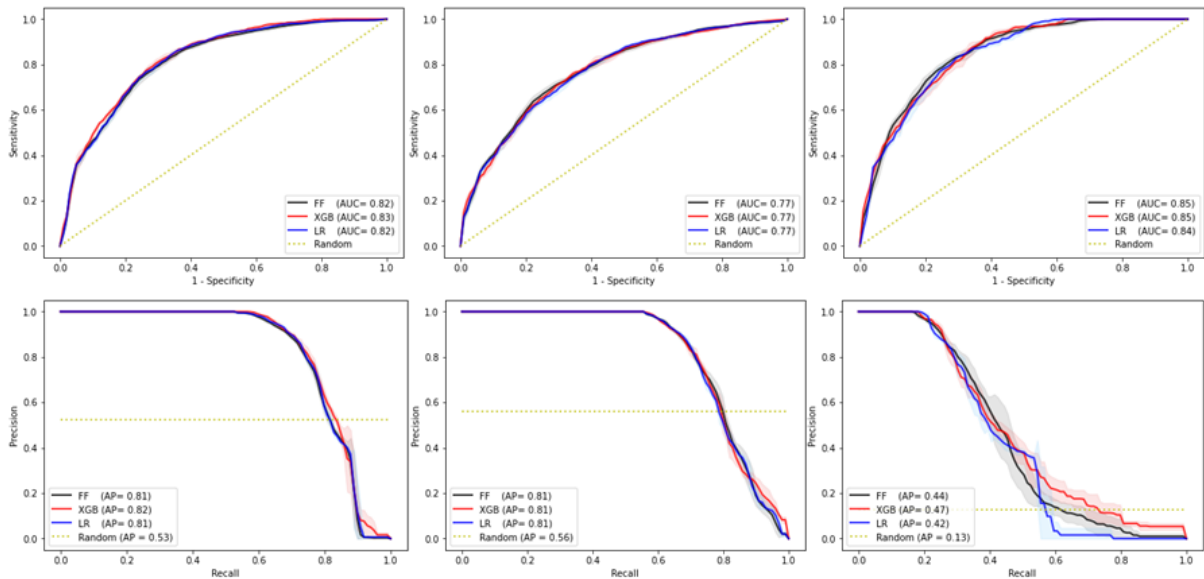 1.0
0.8
0.6
0.4
0.2
0.0
Sensitivity
0.0 0.2 0.4 0.6 0.8 1.0
1 - Specificity
FF (AUC= 0.82)
XGB (AUC= 0.83)
LR (AUC= 0.82)
Random
1.0
0.8
0.6
0.4
0.2
0.0
Sensitivity
0.0 0.2 0.4 0.6 0.8 1.0
1 - Specificity
FF (AUC= 0.77)
XGB (AUC= 0.77)
LR (AUC= 0.77)
Random
1.0
0.8
0.6
0.4
0.2
0.0
Sensitivity
0.0 0.2 0.4 0.6 0.8 1.0
1 - Specificity
FF (AUC= 0.85)
XGB (AUC= 0.85)
LR (AUC= 0.84)
Random
1.0
0.8
0.6
0.4
0.2
0.0
Precision
0.0 0.2 0.4 0.6 0.8 1.0
Recall
FF (AP= 0.81)
XGB (AP= 0.82)
LR (AP= 0.81)
Random (AP = 0.53)
1.0
0.8
0.6
0.4
0.2
0.0
Precision
0.0 0.2 0.4 0.6 0.8 1.0
Recall
FF (AP= 0.81)
XGB (AP= 0.81)
LR (AP= 0.81)
Random (AP = 0.56)
1.0
0.8
0.6
0.4
0.2
0.0
Precision
0.0 0.2 0.4 0.6 0.8 1.0
Recall
FF (AP= 0.44)
XGB (AP= 0.47)
LR (AP= 0.42)
Random (AP = 0.13)